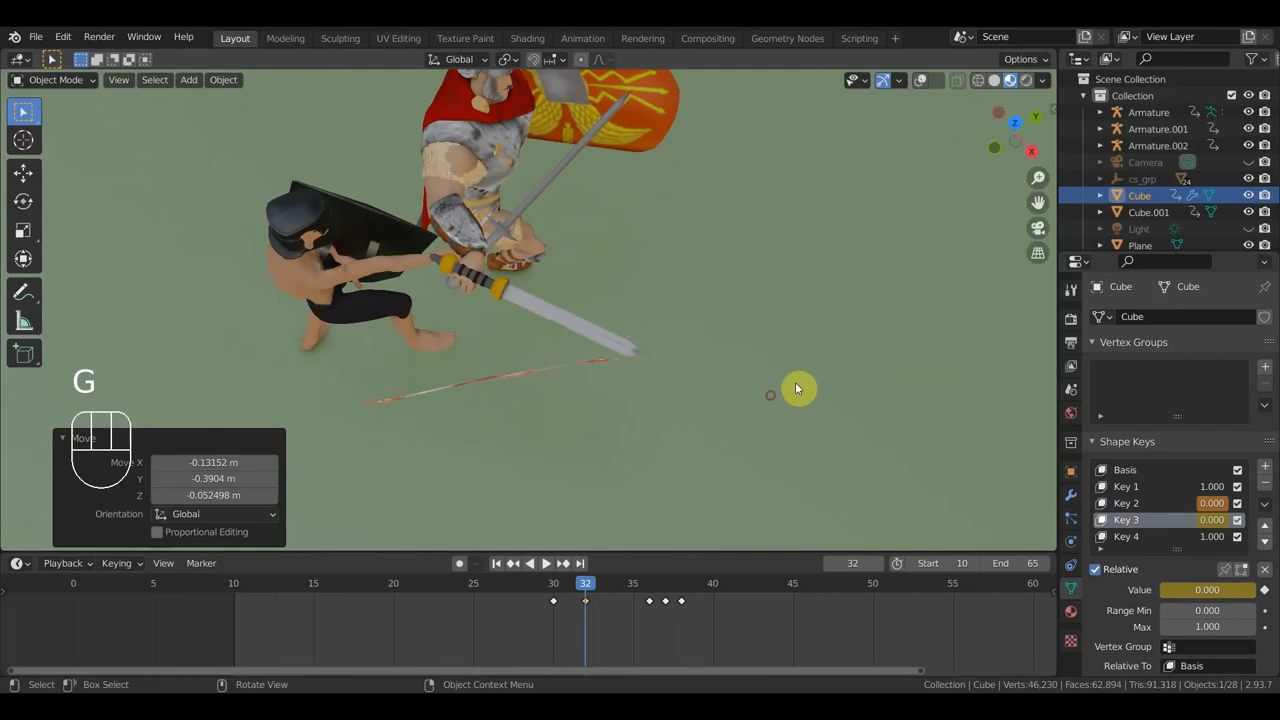 File Edit Render Window Help Layout Modeling Sculpting UV Editing Texture Paint Shading Animation Rendering Compositing Geometry Nodes Scripting + Scene View Layer
Global Options
Object Mode View Select Add Object
Scene Collection
Collection
Armature
Armature.001
Armature.002
Camera
cs_grp 24
Cube
Cube.001
Light
Plane
X Y Z
G
Move
Move X -0.13152 m
Y -0.3904 m
Z -0.052498 m
Orientation Global
Proportional Editing
Cube Cube
Cube
Vertex Groups
Shape Keys
Basis
Key 1 1.000
Key 2 0.000
Key 3 0.000
Key 4 1.000
Relative
Value 0.000
Range Min 0.000
Max 1.000
Vertex Group
Relative To Basis
Playback Keying View Marker 32 Start 10 End 65
0 5 10 15 20 25 30 32 35 40 45 50 55 60
Select Box Select Rotate View Object Context Menu Collection | Cube | Verts:46,230 | Faces:62,894 | Tris:91,318 | Objects:1/28 | 2.93.7